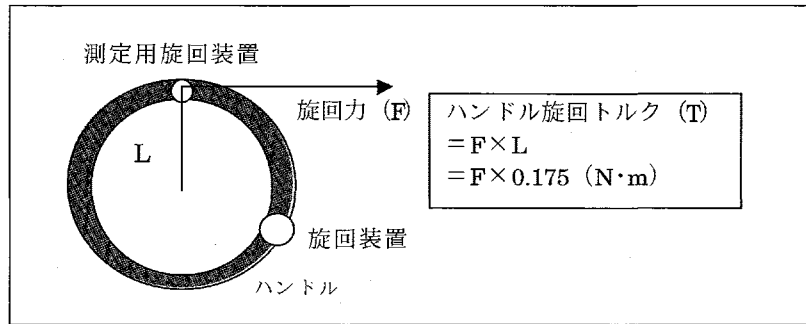 測定用旋回装置
旋回力 (F)
L
ハンドル旋回トルク (T)
=F×L
=F×0.175 (N･m)
旋回装置
ハンドル